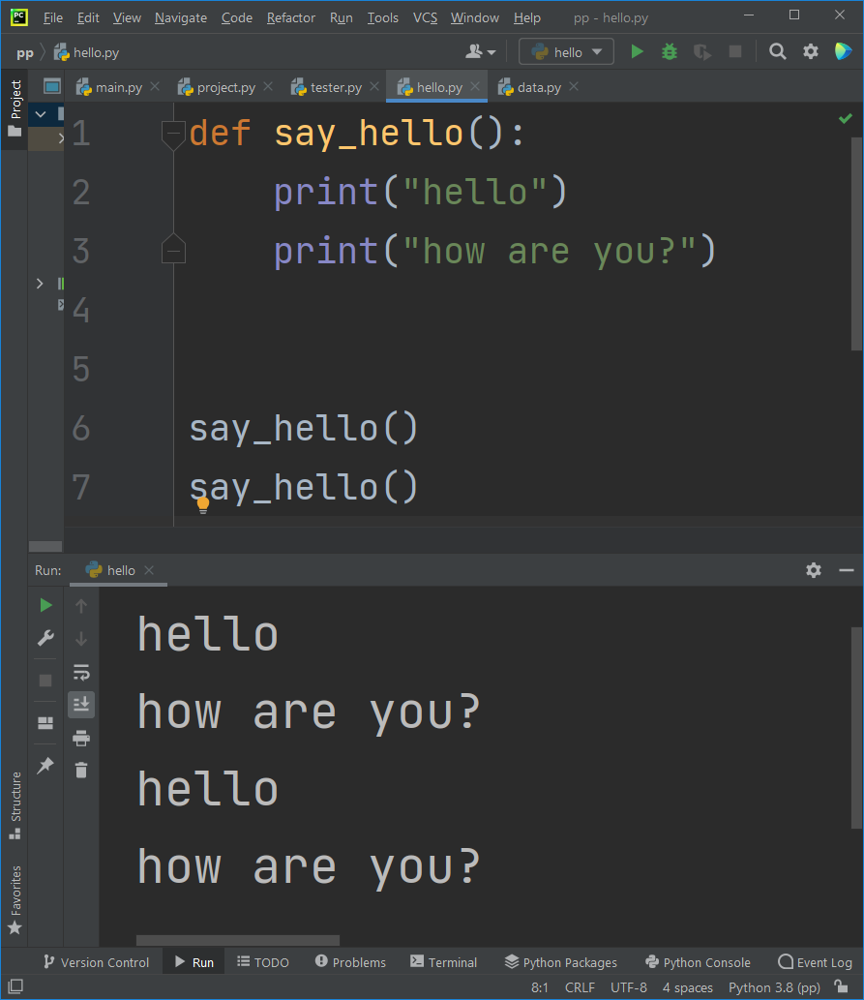 PC File Edit View Navigate Code Refactor Run Tools VCS Window Help pp - hello.py
pp hello.py hello
Project
main.py project.py tester.py hello.py data.py
1 def say_hello():
2 print("hello")
3 print("how are you?")
4
5
6 say_hello()
7 say_hello()
Run: hello
hello
how are you?
hello
how are you?
Structure
Favorites
Version Control Run TODO Problems Terminal Python Packages Python Console Event Log
8:1 CRLF UTF-8 4 spaces Python 3.8 (pp)